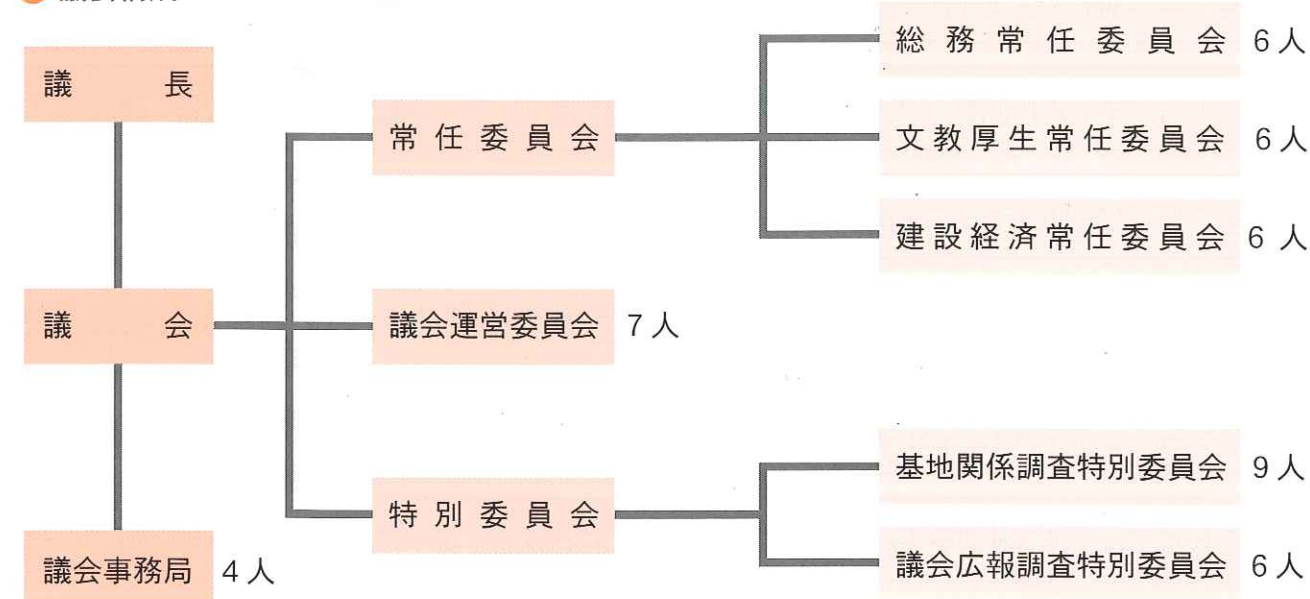 議長
議会
議会事務局 4人
常任委員会
議会運営委員会 7人
特別委員会
総務常任委員会 6人
文教厚生常任委員会 6人
建設経済常任委員会 6人
基地関係調査特別委員会 9人
議会広報調査特別委員会 6人